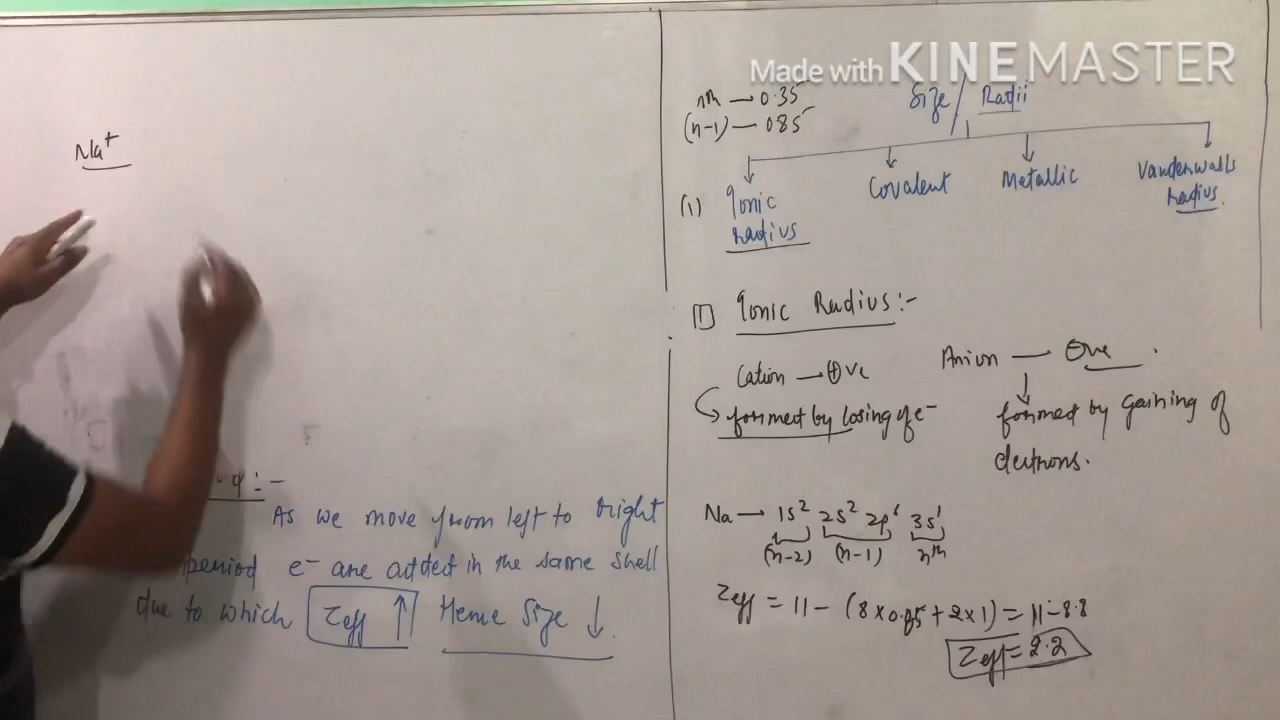 Made with KINEMASTER
Na⁺
As we move from left to right
period e⁻ are added in the same shell
due to which Zeff ↑ Hence Size ↓.
nth → 0.35
(n-1) — 0.85
Size / Radii
(1) Ionic Radius
Covalent
Metallic
Vanderwalls Radius.
① Ionic Radius:-
Cation → ⊕ve
formed by losing of e⁻
Anion — ⊖ve.
formed by gaining of
electrons.
Na → 1s² 2s² 2p⁶ 3s¹
(n-2) (n-1) nth
Zeff = 11 - (8×0.85+2×1) = 11-8.8
Zeff = 2.2